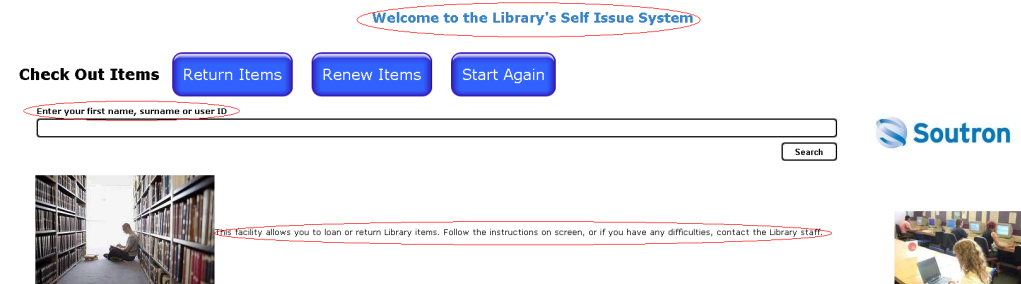 Welcome to the Library's Self Issue System
Check Out Items Return Items Renew Items Start Again
Enter your first name, surname or user ID
Search
Soutron
This facility allows you to loan or return Library items. Follow the instructions on screen, or if you have any difficulties, contact the Library staff.